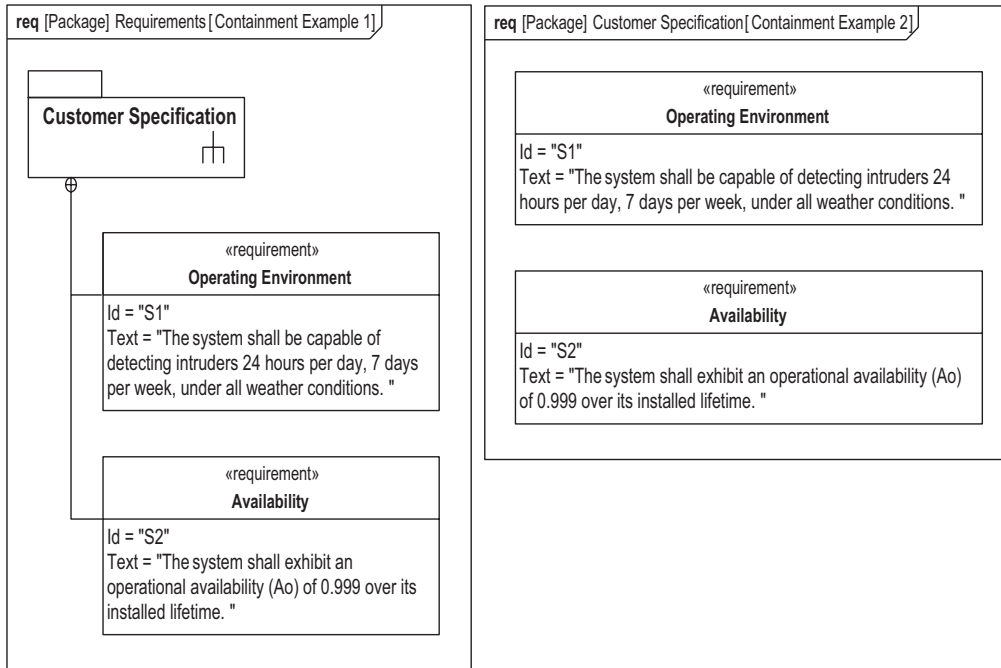 req [Package] Requirements [ Containment Example 1]
Customer Specification
«requirement»
Operating Environment
Id = "S1"
Text = "The system shall be capable of
detecting intruders 24 hours per day, 7 days
per week, under all weather conditions. "
«requirement»
Availability
Id = "S2"
Text = "The system shall exhibit an
operational availability (Ao) of 0.999 over its
installed lifetime. "
req [Package] Customer Specification [ Containment Example 2]
«requirement»
Operating Environment
Id = "S1"
Text = "The system shall be capable of detecting intruders 24
hours per day, 7 days per week, under all weather conditions. "
«requirement»
Availability
Id = "S2"
Text = "The system shall exhibit an operational availability (Ao)
of 0.999 over its installed lifetime. "